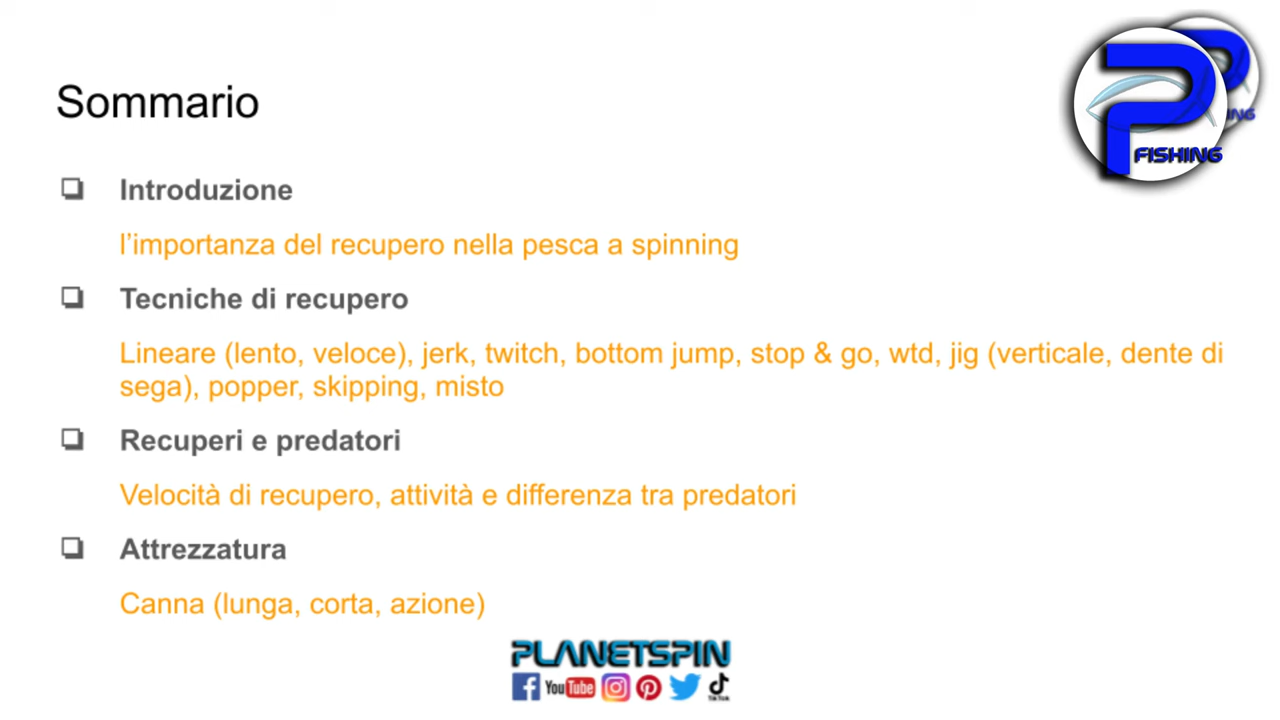 Sommario
P
P
FISHING
ING
Introduzione
l’importanza del recupero nella pesca a spinning
Tecniche di recupero
Lineare (lento, veloce), jerk, twitch, bottom jump, stop & go, wtd, jig (verticale, dente di
sega), popper, skipping, misto
Recuperi e predatori
Velocità di recupero, attività e differenza tra predatori
Attrezzatura
Canna (lunga, corta, azione)
PLANETSPIN
YouTube
TikTok